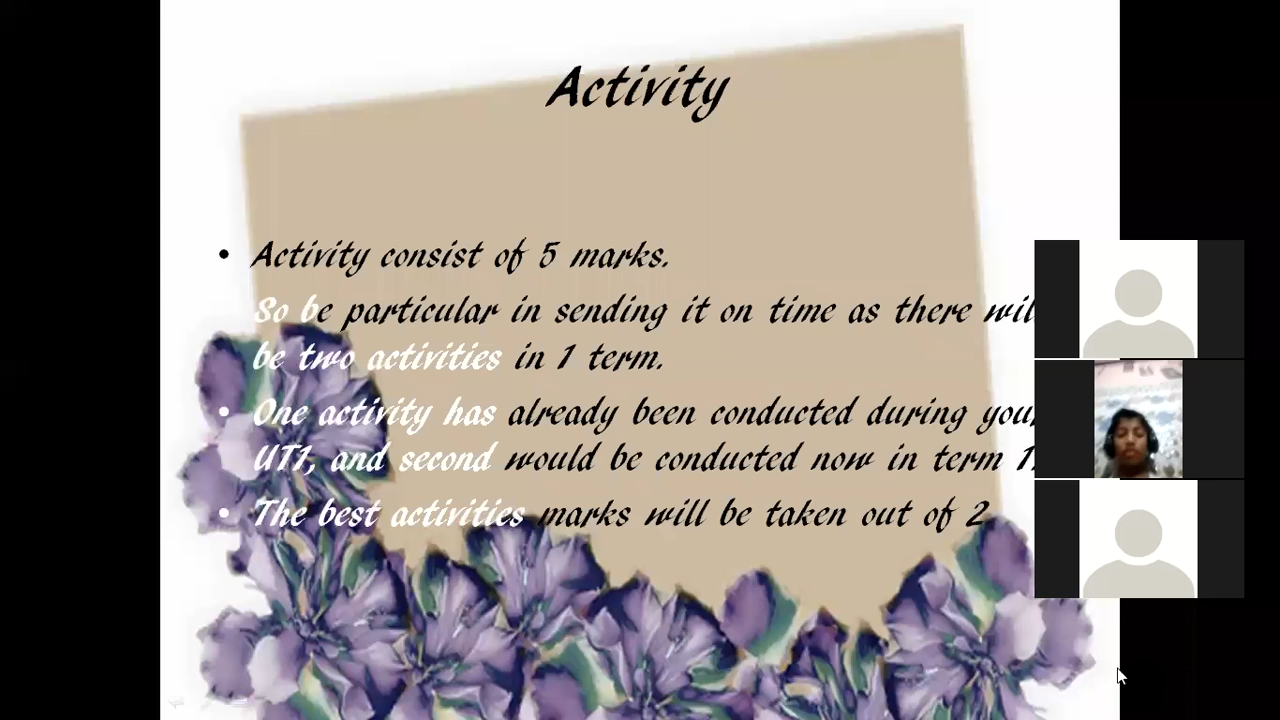 Activity
• Activity consist of 5 marks.
So be particular in sending it on time as there
be two activities in 1 term.
• One activity has already been conducted during
UT1, and second would be conducted now in term 1.
• The best activities marks will be taken out of 2